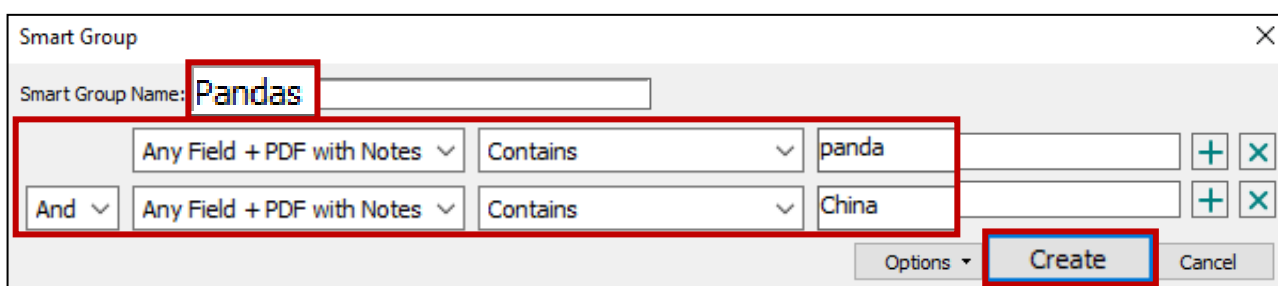 Smart Group
Smart Group Name: Pandas
Any Field + PDF with Notes Contains panda
And Any Field + PDF with Notes Contains China
Options Create Cancel